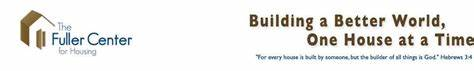 The
Fuller Center
for Housing
Building a Better World,
One House at a Time
"For every house is built by someone, but the builder of all things is God." Hebrews 3:4